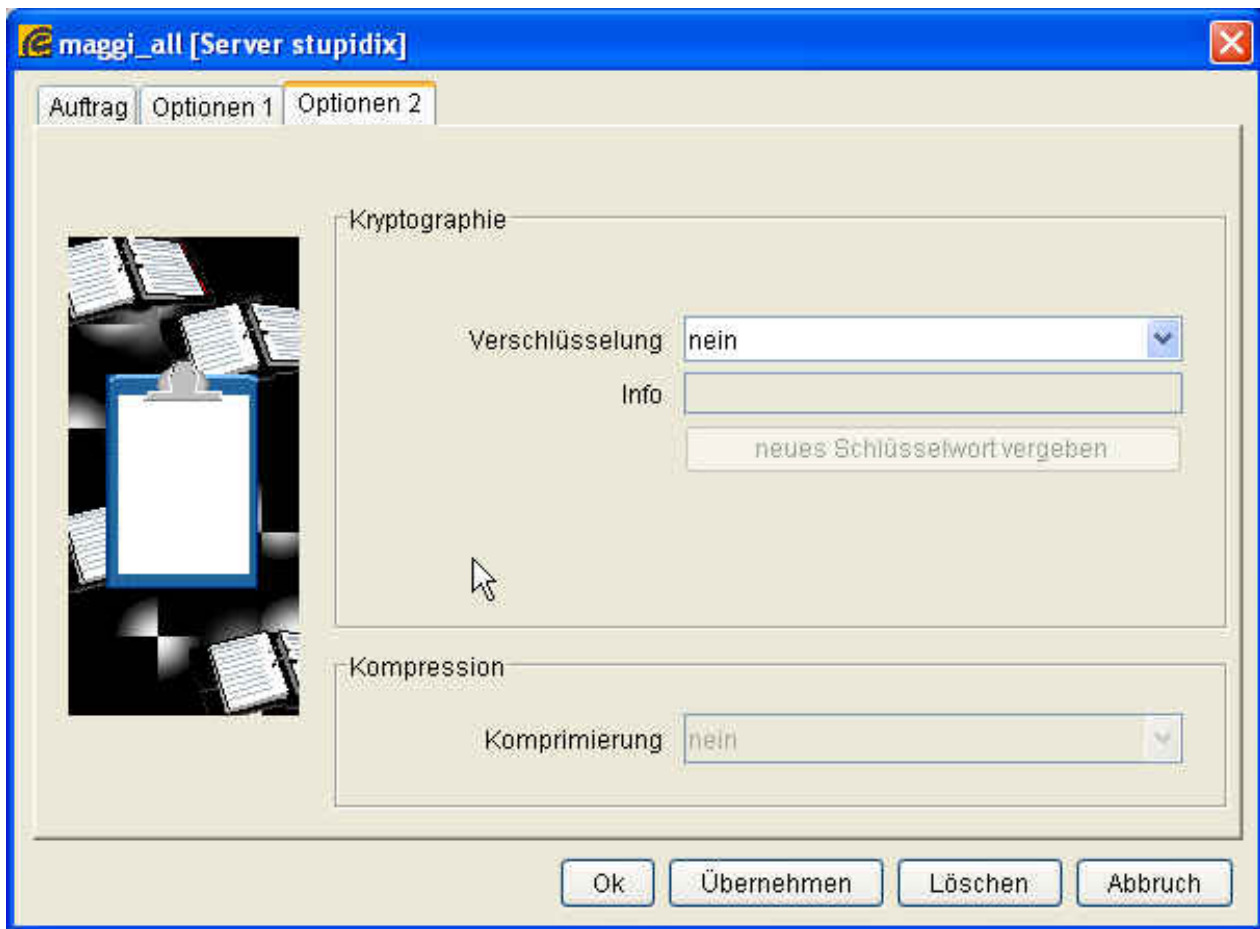 maggi_all [Server stupidix]
Auftrag Optionen 1 Optionen 2
Kryptographie
Verschlüsselung nein
Info
neues Schlüsselwort vergeben
Kompression
Komprimierung nein
Ok Übernehmen Löschen Abbruch